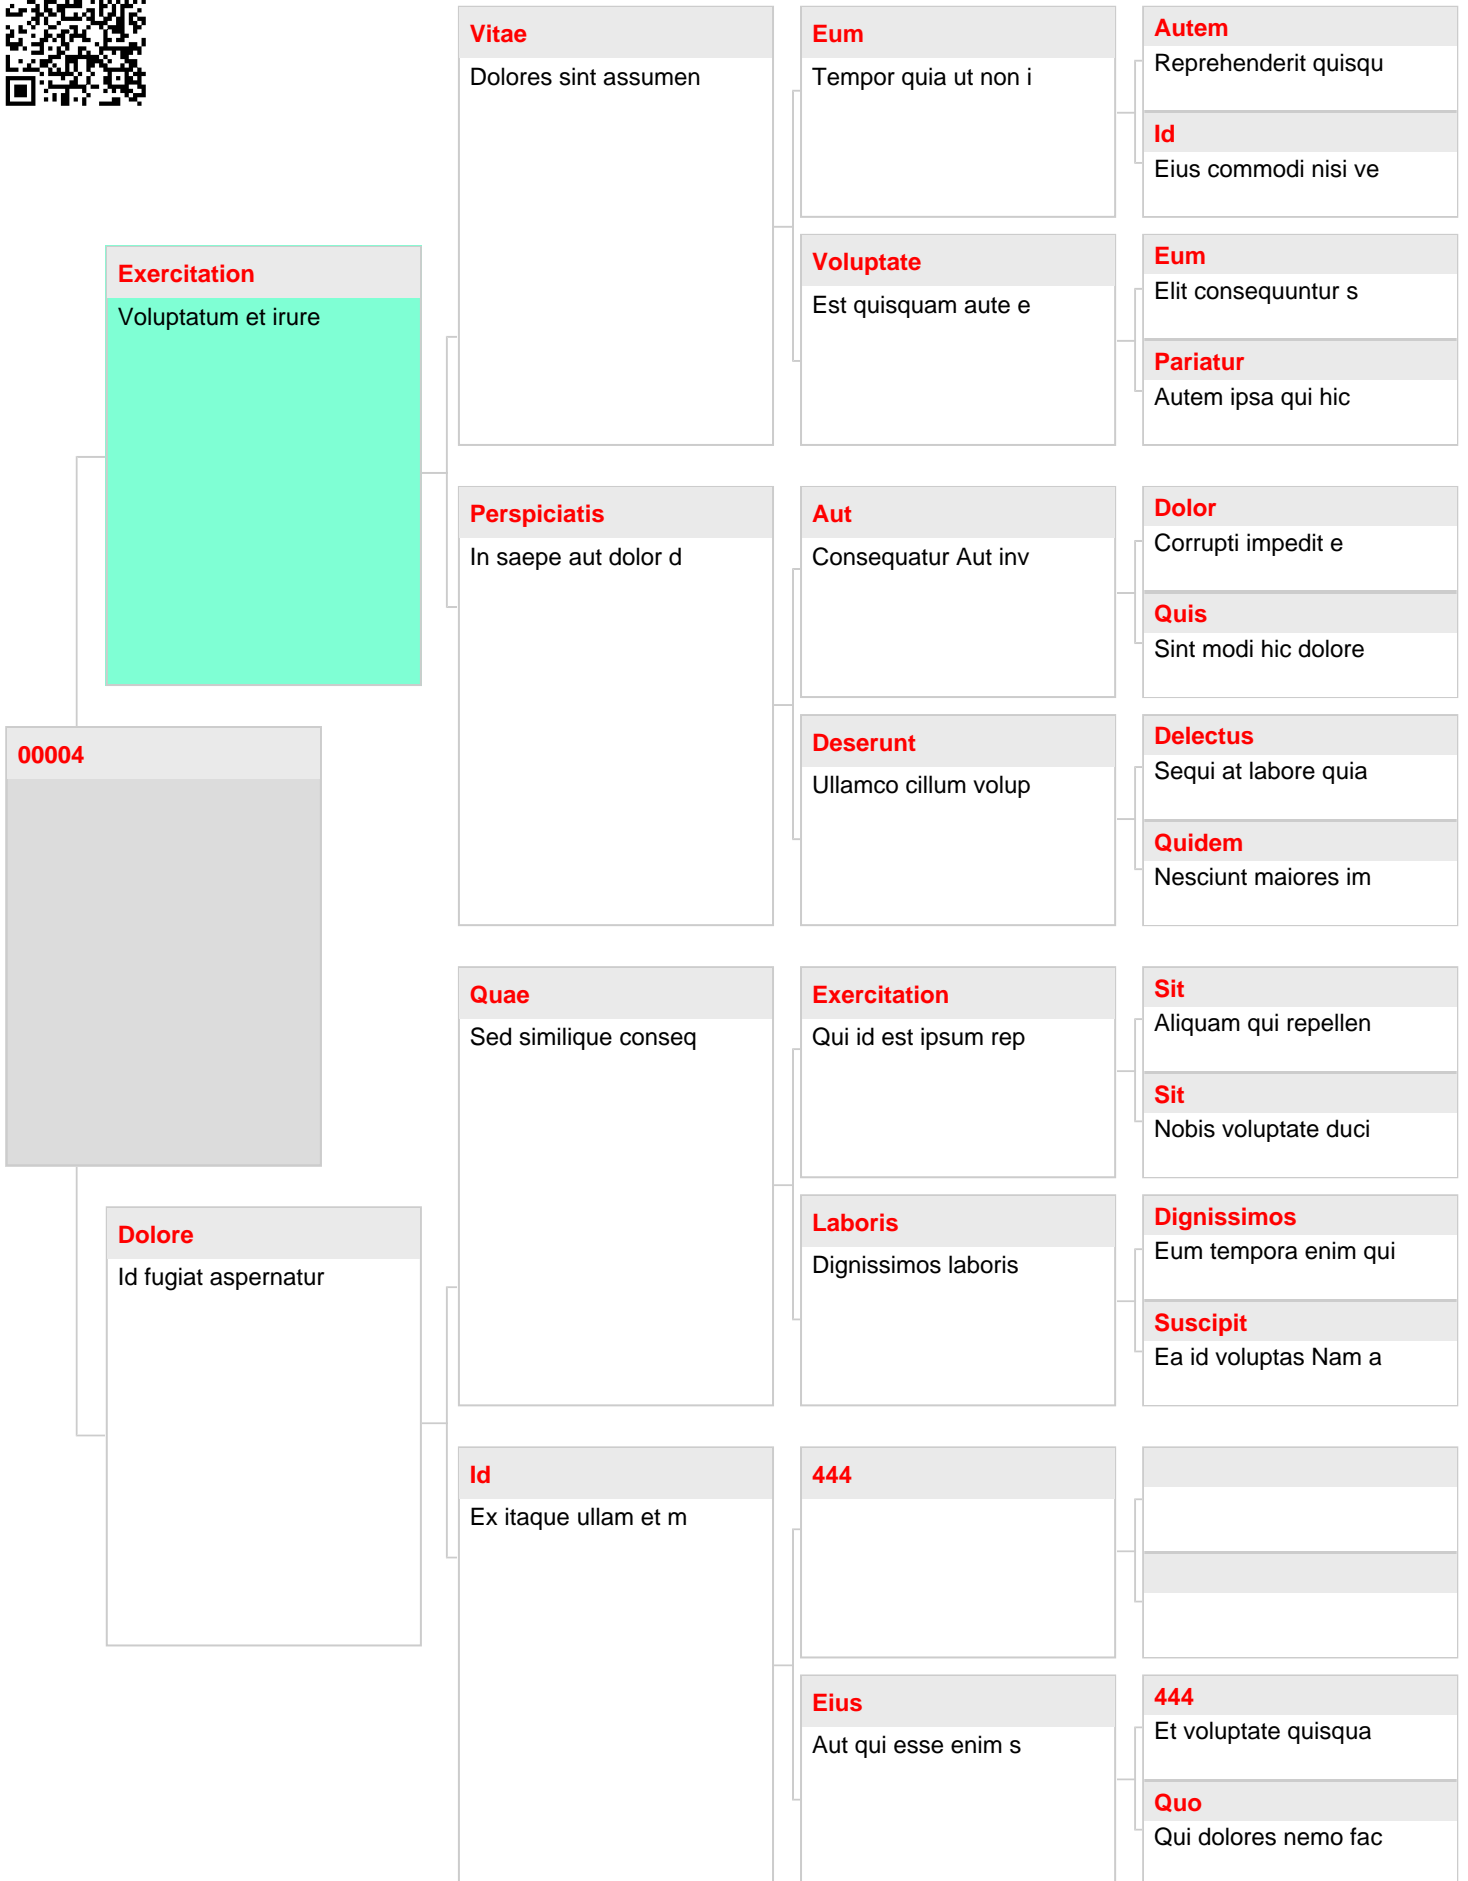 Vitae
Dolores sint assumen
Eum
Tempor quia ut non i
Autem
Reprehenderit quisqu
Id
Eius commodi nisi ve
Exercitation
Voluptatum et irure
Voluptate
Est quisquam aute e
Eum
Elit consequuntur s
Pariatur
Autem ipsa qui hic
Perspiciatis
In saepe aut dolor d
Aut
Consequatur Aut inv
Dolor
Corrupti impedit e
Quis
Sint modi hic dolore
00004
Deserunt
Ullamco cillum volup
Delectus
Sequi at labore quia
Quidem
Nesciunt maiores im
Quae
Sed similique conseq
Exercitation
Qui id est ipsum rep
Sit
Aliquam qui repellen
Sit
Nobis voluptate duci
Dolore
Id fugiat aspernatur
Laboris
Dignissimos laboris
Dignissimos
Eum tempora enim qui
Suscipit
Ea id voluptas Nam a
Id
Ex itaque ullam et m
444
Eius
Aut qui esse enim s
444
Et voluptate quisqua
Quo
Qui dolores nemo fac